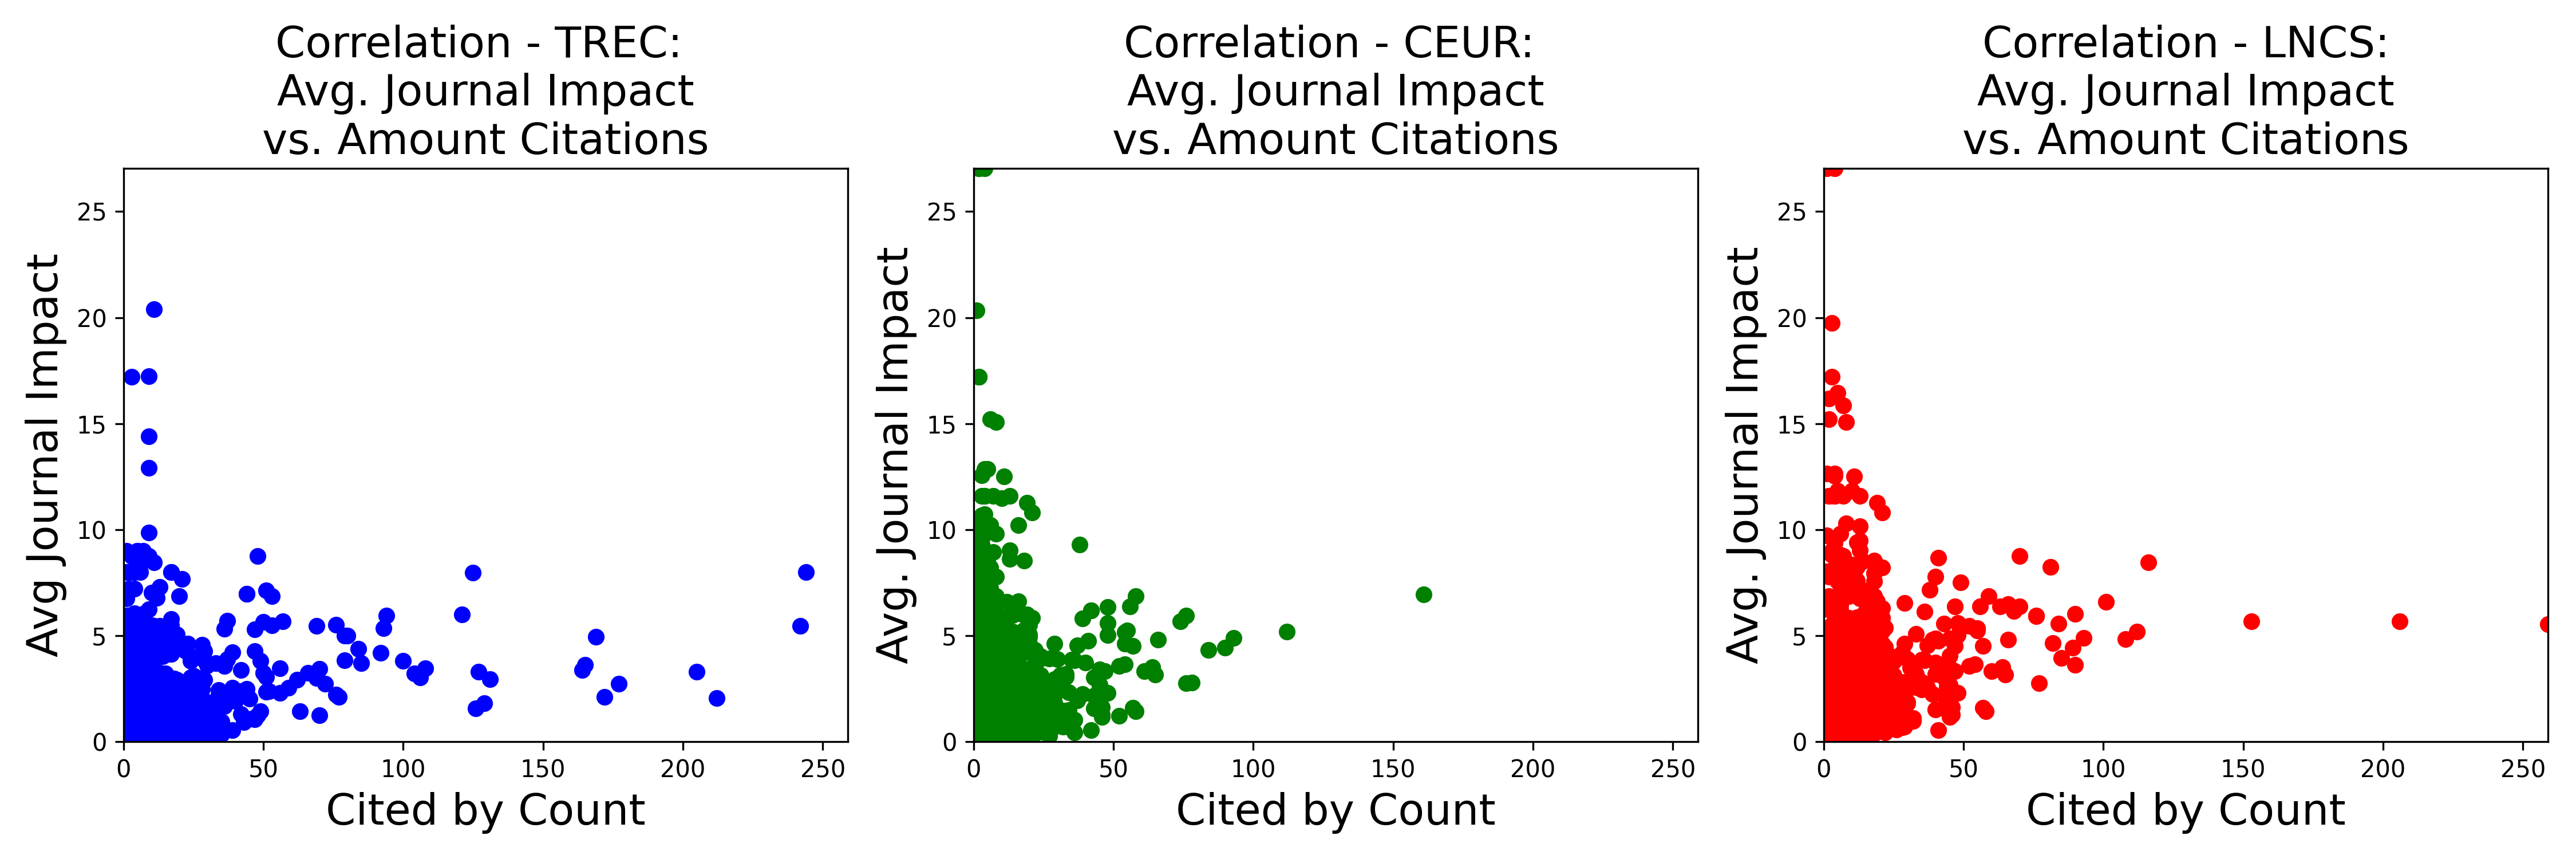 Correlation - TREC:
Avg. Journal Impact
vs. Amount Citations
Avg Journal Impact
25
20
15
10
5
0
0 50 100 150 200 250
Cited by Count
Correlation - CEUR:
Avg. Journal Impact
vs. Amount Citations
Avg. Journal Impact
25
20
15
10
5
0
0 50 100 150 200 250
Cited by Count
Correlation - LNCS:
Avg. Journal Impact
vs. Amount Citations
Avg. Journal Impact
25
20
15
10
5
0
0 50 100 150 200 250
Cited by Count